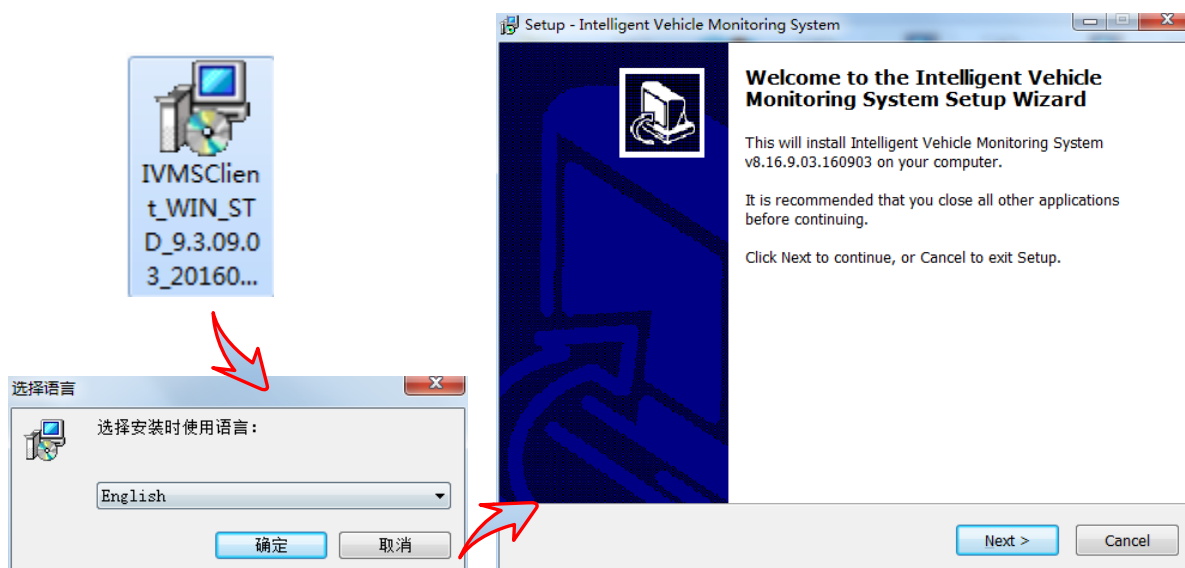 IVMSClien
t_WIN_ST
D_9.3.09.0
3_20160...
选择语言
选择安装时使用语言：
English
确定
取消
Setup - Intelligent Vehicle Monitoring System
Welcome to the Intelligent Vehicle
Monitoring System Setup Wizard
This will install Intelligent Vehicle Monitoring System
v8.16.9.03.160903 on your computer.
It is recommended that you close all other applications
before continuing.
Click Next to continue, or Cancel to exit Setup.
Next >
Cancel